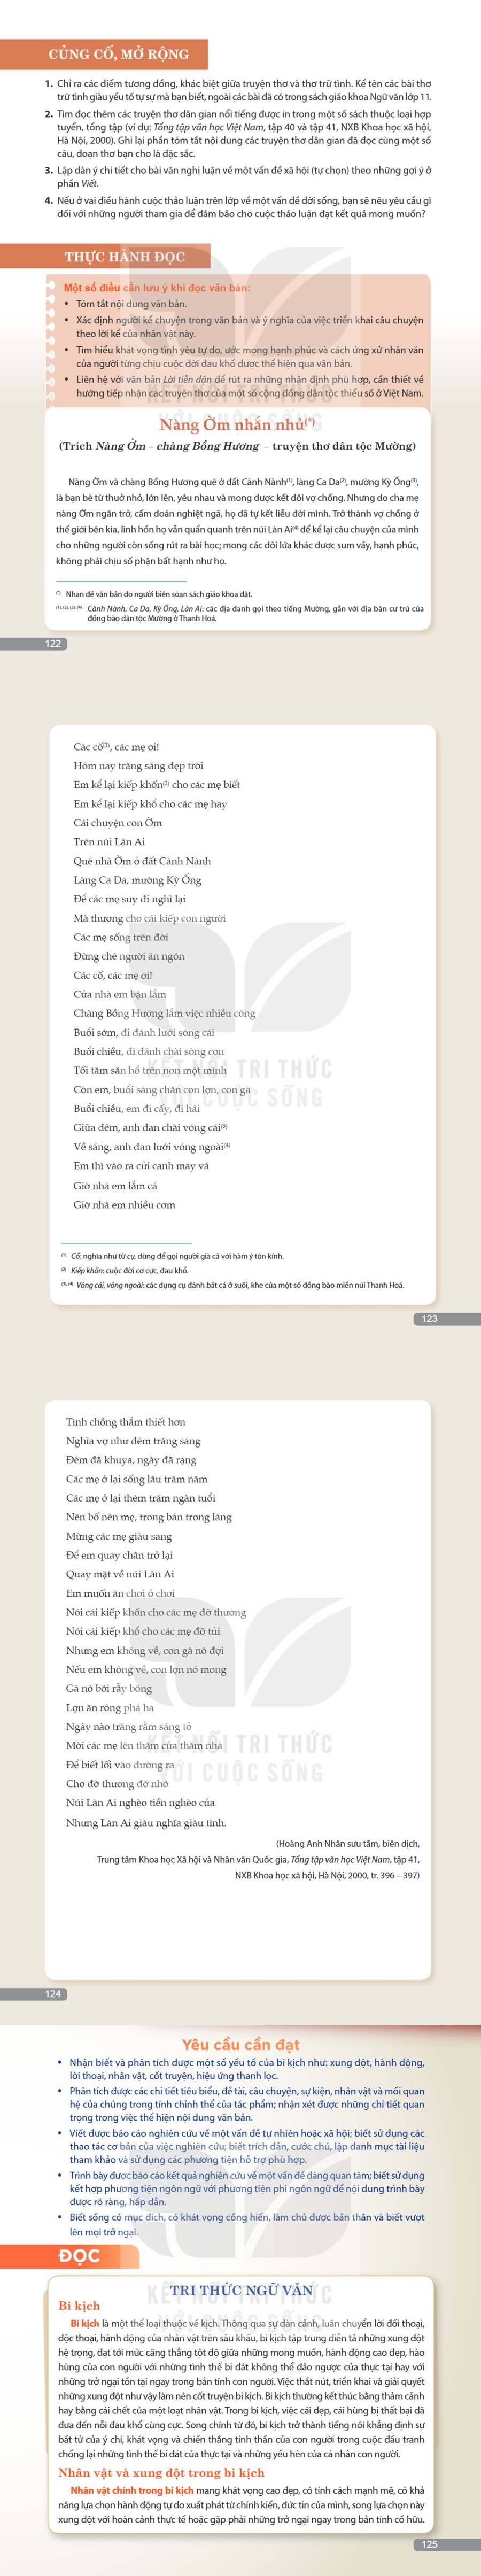 CỦNG CỐ, MỞ RỘNG
1. Chỉ ra các điểm tương đồng, khác biệt giữa truyện thơ và thơ trữ tình. Kể tên các bài thơ
trữ tình giàu yếu tố tự sự mà bạn biết, ngoài các bài đã có trong sách giáo khoa Ngữ văn lớp 11.
2. Tìm đọc thêm các truyện thơ dân gian nổi tiếng được in trong một số sách thuộc loại hợp
tuyển, tổng tập (ví dụ: Tổng tập văn học Việt Nam, tập 40 và tập 41, NXB Khoa học xã hội,
Hà Nội, 2000). Ghi lại phần tóm tắt nội dung các truyện thơ dân gian đã đọc cùng một số
câu, đoạn thơ bạn cho là đặc sắc.
3. Lập dàn ý chi tiết cho bài văn nghị luận về một vấn đề xã hội (tự chọn) theo những gợi ý ở
phần Viết.
4. Nếu ở vai điều hành cuộc thảo luận trên lớp về một vấn đề đời sống, bạn sẽ nêu yêu cầu gì
đối với những người tham gia để đảm bảo cho cuộc thảo luận đạt kết quả mong muốn?
THỰC HÀNH ĐỌC
Một số điều cần lưu ý khi đọc văn bản:
• Tóm tắt nội dung văn bản.
• Xác định người kể chuyện trong văn bản và ý nghĩa của việc triển khai câu chuyện
theo lời kể của nhân vật này.
• Tìm hiểu khát vọng tình yêu tự do, ước mong hạnh phúc và cách ứng xử nhân văn
của người từng chịu cuộc đời đau khổ được thể hiện qua văn bản.
• Liên hệ với văn bản Lời tiễn dặn để rút ra những nhận định phù hợp, cần thiết về
hướng tiếp nhận các truyện thơ của một số cộng đồng dân tộc thiểu số ở Việt Nam.
Nàng Ờm nhắn nhủ(*)
(Trích Nàng Ờm – chàng Bồng Hương – truyện thơ dân tộc Mường)
Nàng Ờm và chàng Bồng Hương quê ở đất Cành Nành(1), làng Ca Da(2), mường Kỳ Ống(3),
là bạn bè từ thuở nhỏ, lớn lên, yêu nhau và mong được kết đôi vợ chồng. Nhưng do cha mẹ
nàng Ờm ngăn trở, cấm đoán nghiệt ngã, họ đã tự kết liễu đời mình. Trở thành vợ chồng ở
thế giới bên kia, linh hồn họ vẫn quẩn quanh trên núi Làn Ai(4) để kể lại câu chuyện của mình
cho những người còn sống rút ra bài học; mong các đôi lứa khác được sum vầy, hạnh phúc,
không phải chịu số phận bất hạnh như họ.
(*) Nhan đề văn bản do người biên soạn sách giáo khoa đặt.
(1), (2), (3), (4) Cành Nành, Ca Da, Kỳ Ống, Làn Ai: các địa danh gọi theo tiếng Mường, gắn với địa bàn cư trú của
đồng bào dân tộc Mường ở Thanh Hoá.
122
Các cố(1), các mẹ ơi!
Hôm nay trăng sáng đẹp trời
Em kể lại kiếp khốn(2) cho các mẹ biết
Em kể lại kiếp khổ cho các mẹ hay
Cái chuyện con Ờm
Trên núi Làn Ai
Quê nhà Ờm ở đất Cành Nành
Làng Ca Da, mường Kỳ Ống
Để các mẹ suy đi nghĩ lại
Mà thương cho cái kiếp con người
Các mẹ sống trên đời
Đừng chê người ăn ngón
Các cố, các mẹ ơi!
Cửa nhà em bận lắm
Chàng Bồng Hương lắm việc nhiều công
Buổi sớm, đi đánh lưới sông cái
Buổi chiều, đi đánh chài sông con
Tối tăm săn hổ trên non một mình
Còn em, buổi sáng chăn con lợn, con gà
Buổi chiều, em đi cấy, đi hái
Giữa đêm, anh đan chài vóng cái(3)
Về sáng, anh đan lưới vóng ngoài(4)
Em thì vào ra cửi canh may vá
Giờ nhà em lắm cá
Giờ nhà em nhiều cơm
(1) Cố: nghĩa như từ cụ, dùng để gọi người già cả với hàm ý tôn kính.
(2) Kiếp khốn: cuộc đời cơ cực, đau khổ.
(3), (4) Vóng cái, vóng ngoài: các dụng cụ đánh bắt cá ở suối, khe của một số đồng bào miền núi Thanh Hoá.
123
Tình chồng thắm thiết hơn
Nghĩa vợ như đêm trăng sáng
Đêm đã khuya, ngày đã rạng
Các mẹ ở lại sống lâu trăm năm
Các mẹ ở lại thêm trăm ngàn tuổi
Nên bố nên mẹ, trong bản trong làng
Mừng các mẹ giàu sang
Để em quay chân trở lại
Quay mặt về núi Làn Ai
Em muốn ăn chơi ở chơi
Nói cái kiếp khốn cho các mẹ đỡ thương
Nói cái kiếp khổ cho các mẹ đỡ tủi
Nhưng em không về, con gà nó đợi
Nếu em không về, con lợn nó mong
Gà nó bới rẫy bông
Lợn ăn ròng phá ha
Ngày nào trăng rằm sáng tỏ
Mời các mẹ lên thăm cửa thăm nhà
Để biết lối vào đường ra
Cho đỡ thương đỡ nhớ
Núi Làn Ai nghèo tiền nghèo của
Nhưng Làn Ai giàu nghĩa giàu tình.
(Hoàng Anh Nhân sưu tầm, biên dịch,
Trung tâm Khoa học Xã hội và Nhân văn Quốc gia, Tổng tập văn học Việt Nam, tập 41,
NXB Khoa học xã hội, Hà Nội, 2000, tr. 396 – 397)
124
Yêu cầu cần đạt
• Nhận biết và phân tích được một số yếu tố của bi kịch như: xung đột, hành động,
lời thoại, nhân vật, cốt truyện, hiệu ứng thanh lọc.
• Phân tích được các chi tiết tiêu biểu, đề tài, câu chuyện, sự kiện, nhân vật và mối quan
hệ của chúng trong tính chỉnh thể của tác phẩm; nhận xét được những chi tiết quan
trọng trong việc thể hiện nội dung văn bản.
• Viết được báo cáo nghiên cứu về một vấn đề tự nhiên hoặc xã hội; biết sử dụng các
thao tác cơ bản của việc nghiên cứu; biết trích dẫn, cước chú, lập danh mục tài liệu
tham khảo và sử dụng các phương tiện hỗ trợ phù hợp.
• Trình bày được báo cáo kết quả nghiên cứu về một vấn đề đáng quan tâm; biết sử dụng
kết hợp phương tiện ngôn ngữ với phương tiện phi ngôn ngữ để nội dung trình bày
được rõ ràng, hấp dẫn.
• Biết sống có mục đích, có khát vọng cống hiến, làm chủ được bản thân và biết vượt
lên mọi trở ngại.
ĐỌC
TRI THỨC NGỮ VĂN
Bi kịch
Bi kịch là một thể loại thuộc về kịch. Thông qua sự dàn cảnh, luân chuyển lời đối thoại,
độc thoại, hành động của nhân vật trên sân khấu, bi kịch tập trung diễn tả những xung đột
hệ trọng, đạt tới mức căng thẳng tột độ giữa những mong muốn, hành động cao đẹp, hào
hùng của con người với những tình thế bi đát không thể đảo ngược của thực tại hay với
những trở ngại tồn tại ngay trong bản tính con người. Việc thắt nút, triển khai và giải quyết
những xung đột như vậy làm nên cốt truyện bi kịch. Bi kịch thường kết thúc bằng thảm cảnh
hay bằng cái chết của một loạt nhân vật. Trong bi kịch, việc cái đẹp, cái hùng bị thất bại đã
đưa đến nỗi đau khổ cùng cực. Song chính từ đó, bi kịch trở thành tiếng nói khẳng định sự
bất tử của ý chí, khát vọng và chiến thắng tinh thần của con người trong cuộc đấu tranh
chống lại những tình thế bi đát của thực tại và những yếu hèn của cá nhân con người.
Nhân vật và xung đột trong bi kịch
Nhân vật chính trong bi kịch mang khát vọng cao đẹp, có tính cách mạnh mẽ, có khả
năng lựa chọn hành động tự do xuất phát từ chính kiến, đức tin của mình, song lựa chọn này
xung đột với hoàn cảnh thực tế hoặc gặp phải những trở ngại ngay trong bản tính cố hữu.
125
KẾT NỐI TRI THỨC
VỚI CUỘC SỐNG